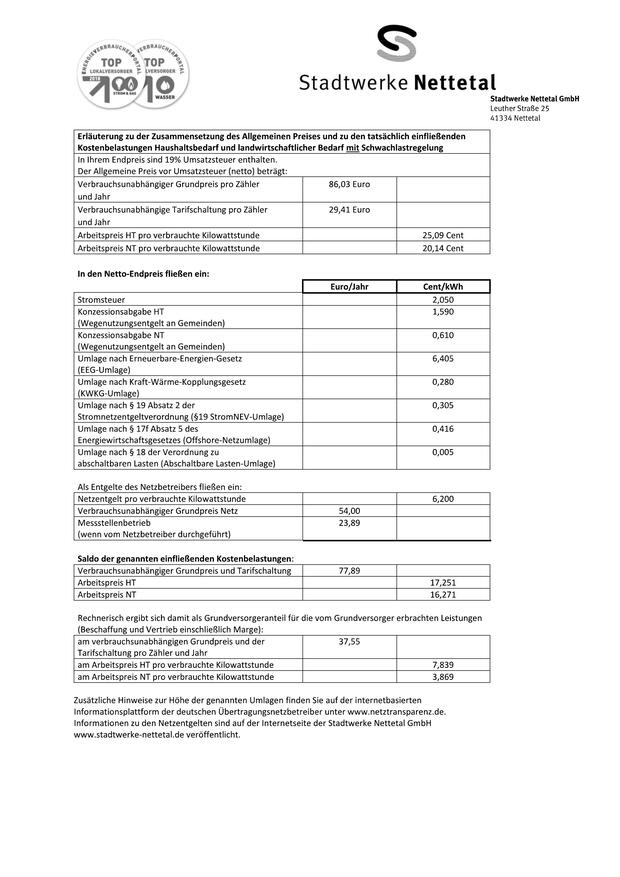 ENERGIEVERBRAUCHERPORTAL
ENERGIEVERBRAUCHERPORTAL
TOP
TOP
LOKALVERSORGER
LVERSORGER
2019
100
10
STROM & GAS
WASSER
Stadtwerke Nettetal
Stadtwerke Nettetal GmbH
Leuther Straße 25
41334 Nettetal
Erläuterung zu der Zusammensetzung des Allgemeinen Preises und zu den tatsächlich einfließenden
Kostenbelastungen Haushaltsbedarf und landwirtschaftlicher Bedarf mit Schwachlastregelung
In Ihrem Endpreis sind 19% Umsatzsteuer enthalten.
Der Allgemeine Preis vor Umsatzsteuer (netto) beträgt:
Verbrauchsunabhängiger Grundpreis pro Zähler 86,03 Euro
und Jahr
Verbrauchsunabhängige Tarifschaltung pro Zähler 29,41 Euro
und Jahr
Arbeitspreis HT pro verbrauchte Kilowattstunde 25,09 Cent
Arbeitspreis NT pro verbrauchte Kilowattstunde 20,14 Cent
In den Netto-Endpreis fließen ein:
Euro/Jahr Cent/kWh
Stromsteuer 2,050
Konzessionsabgabe HT 1,590
(Wegenutzungsentgelt an Gemeinden)
Konzessionsabgabe NT 0,610
(Wegenutzungsentgelt an Gemeinden)
Umlage nach Erneuerbare-Energien-Gesetz 6,405
(EEG-Umlage)
Umlage nach Kraft-Wärme-Kopplungsgesetz 0,280
(KWKG-Umlage)
Umlage nach § 19 Absatz 2 der 0,305
Stromnetzentgeltverordnung (§19 StromNEV-Umlage)
Umlage nach § 17f Absatz 5 des 0,416
Energiewirtschaftsgesetzes (Offshore-Netzumlage)
Umlage nach § 18 der Verordnung zu 0,005
abschaltbaren Lasten (Abschaltbare Lasten-Umlage)
Als Entgelte des Netzbetreibers fließen ein:
Netzentgelt pro verbrauchte Kilowattstunde 6,200
Verbrauchsunabhängiger Grundpreis Netz 54,00
Messstellenbetrieb 23,89
(wenn vom Netzbetreiber durchgeführt)
Saldo der genannten einfließenden Kostenbelastungen:
Verbrauchsunabhängiger Grundpreis und Tarifschaltung 77,89
Arbeitspreis HT 17,251
Arbeitspreis NT 16,271
Rechnerisch ergibt sich damit als Grundversorgeranteil für die vom Grundversorger erbrachten Leistungen
(Beschaffung und Vertrieb einschließlich Marge):
am verbrauchsunabhängigen Grundpreis und der 37,55
Tarifschaltung pro Zähler und Jahr
am Arbeitspreis HT pro verbrauchte Kilowattstunde 7,839
am Arbeitspreis NT pro verbrauchte Kilowattstunde 3,869
Zusätzliche Hinweise zur Höhe der genannten Umlagen finden Sie auf der internetbasierten
Informationsplattform der deutschen Übertragungsnetzbetreiber unter www.netztransparenz.de.
Informationen zu den Netzentgelten sind auf der Internetseite der Stadtwerke Nettetal GmbH
www.stadtwerke-nettetal.de veröffentlicht.